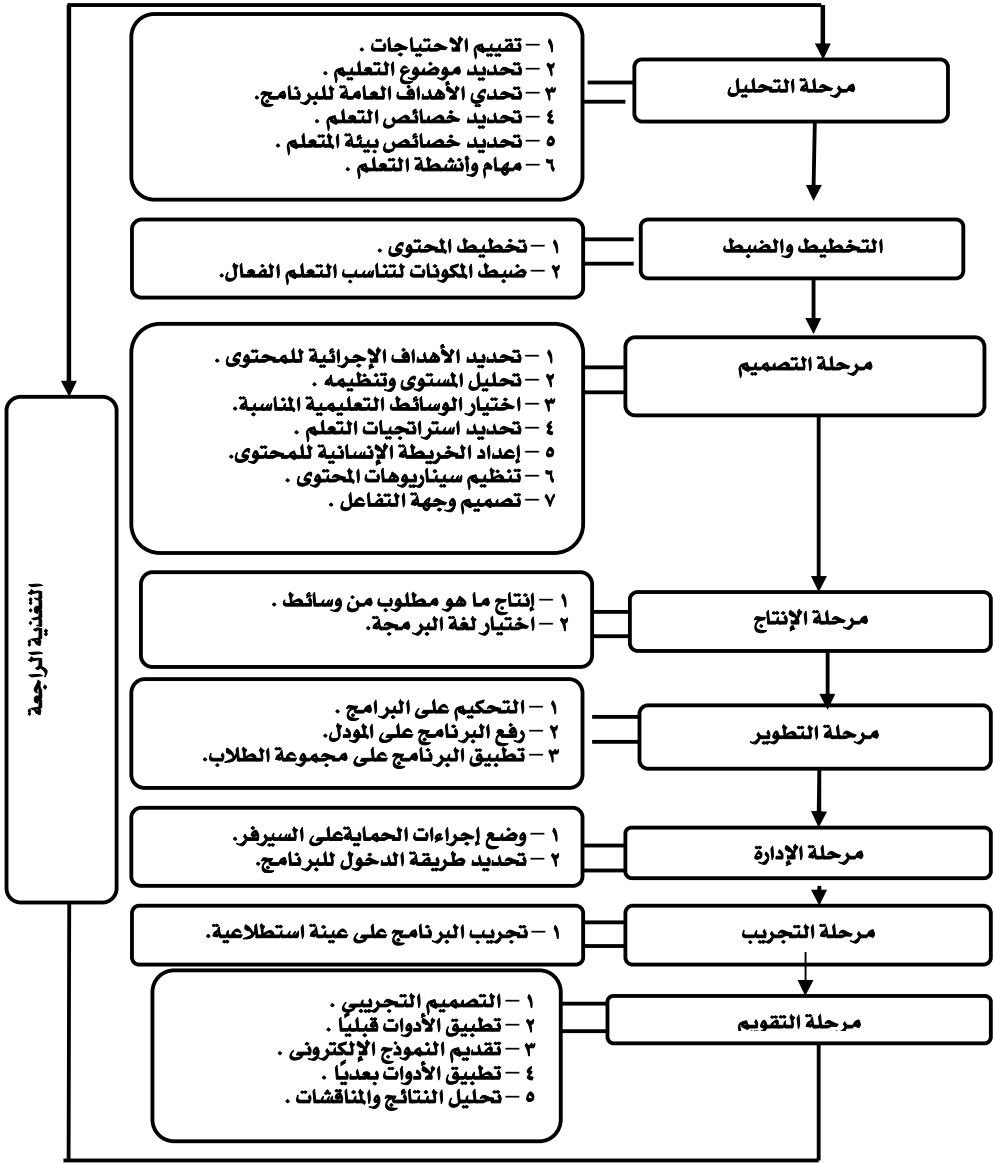 مرحلة التحليل
١ – تقييم الاحتياجات .
٢ – تحديد موضوع التعليم .
٣ – تحدي الأهداف العامة للبرنامج.
٤ – تحديد خصائص التعلم .
٥ – تحديد خصائص بيئة المتعلم .
٦ – مهام وأنشطة التعلم .
التخطيط والضبط
١ – تخطيط المحتوى .
٢ – ضبط المكونات لتناسب التعلم الفعال.
مرحلة التصميم
١ – تحديد الأهداف الإجرائية للمحتوى .
٢ – تحليل المستوى وتنظيمه .
٣ – اختيار الوسائط التعليمية المناسبة.
٤ – تحديد استراتجيات التعلم .
٥ – إعداد الخريطة الإنسانية للمحتوى.
٦ – تنظيم سيناريوهات المحتوى .
٧ – تصميم وجهة التفاعل .
مرحلة الإنتاج
١ – إنتاج ما هو مطلوب من وسائط .
٢ – اختيار لغة البرمجة.
مرحلة التطوير
١ – التحكيم على البرامج .
٢ – رفع البرنامج على المودل.
٣ – تطبيق البرنامج على مجموعة الطلاب.
مرحلة الإدارة
١ – وضع إجراءات الحمايةعلى السيرفر.
٢ – تحديد طريقة الدخول للبرنامج.
مرحلة التجريب
١ – تجريب البرنامج على عينة استطلاعية.
مرحلة التقويم
١ – التصميم التجريبي .
٢ – تطبيق الأدوات قبليًا .
٣ – تقديم النموذج الإلكترونى .
٤ – تطبيق الأدوات بعديًا .
٥ – تحليل النتائج والمناقشات .
التغذية الراجعة